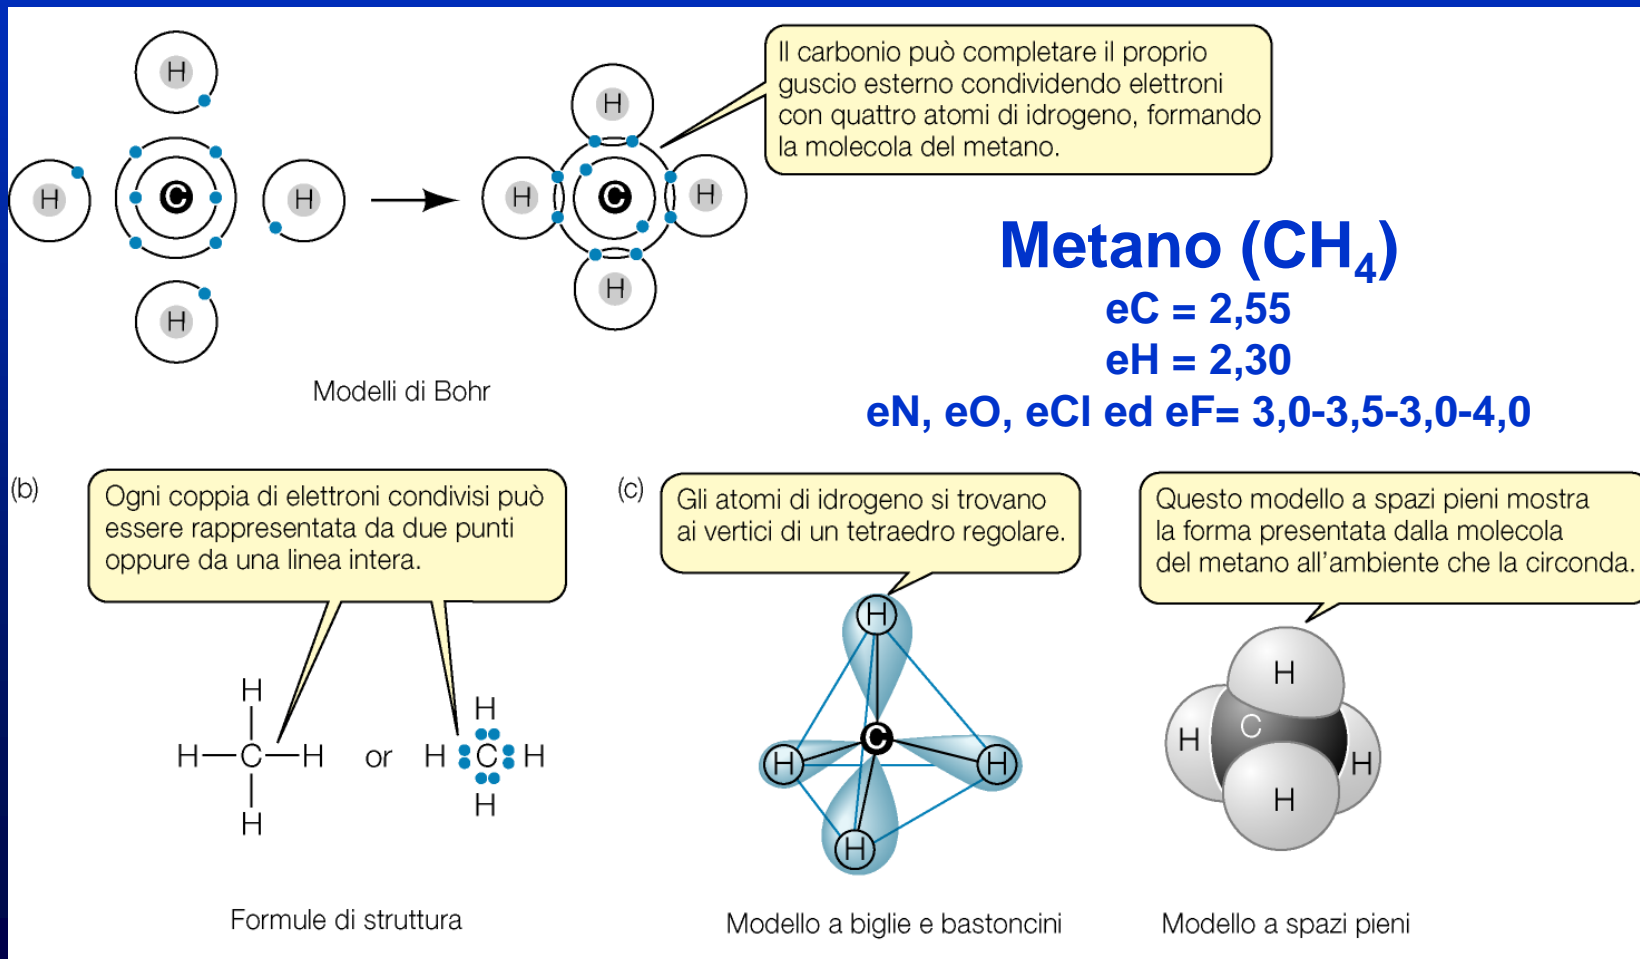 H
H
C
H
H
H
H
C
H
H
Il carbonio può completare il proprio
guscio esterno condividendo elettroni
con quattro atomi di idrogeno, formando
la molecola del metano.
Metano (CH₄)
eC = 2,55
eH = 2,30
eN, eO, eCl ed eF= 3,0-3,5-3,0-4,0
Modelli di Bohr
(b)
Ogni coppia di elettroni condivisi può
essere rappresentata da due punti
oppure da una linea intera.
H
H—C—H
H
or
H
H C H
H
Formule di struttura
(c)
Gli atomi di idrogeno si trovano
ai vertici di un tetraedro regolare.
H
C
H
H
H
Modello a biglie e bastoncini
Questo modello a spazi pieni mostra
la forma presentata dalla molecola
del metano all'ambiente che la circonda.
H
C
H
H
H
Modello a spazi pieni